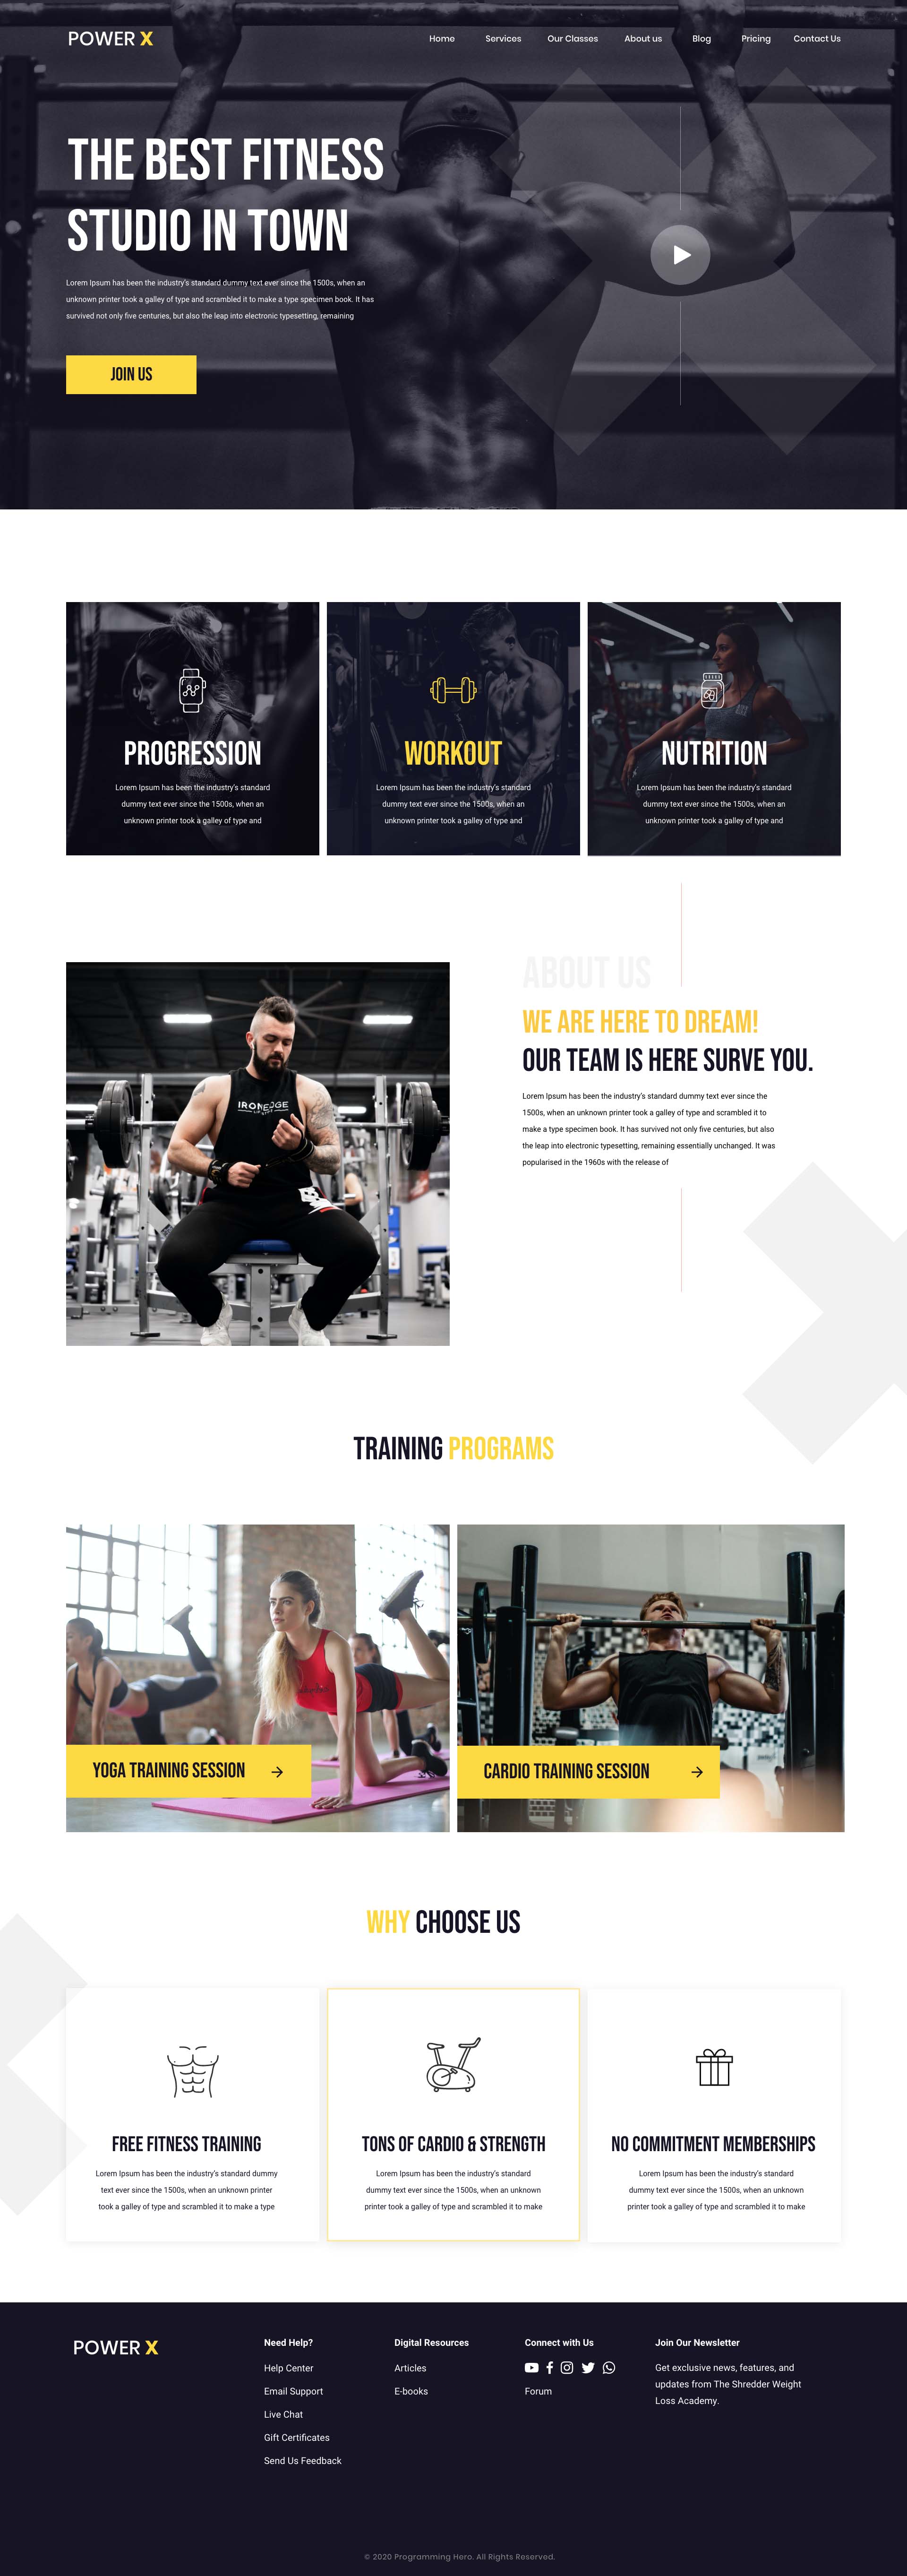 POWER X
Home Services Our Classes About us Blog Pricing Contact Us
THE BEST FITNESS
STUDIO IN TOWN
Lorem Ipsum has been the industry's standard dummy text ever since the 1500s, when an
unknown printer took a galley of type and scrambled it to make a type specimen book. It has
survived not only five centuries, but also the leap into electronic typesetting, remaining
JOIN US
PROGRESSION
Lorem Ipsum has been the industry's standard
dummy text ever since the 1500s, when an
unknown printer took a galley of type and
WORKOUT
Lorem Ipsum has been the industry's standard
dummy text ever since the 1500s, when an
unknown printer took a galley of type and
NUTRITION
Lorem Ipsum has been the industry's standard
dummy text ever since the 1500s, when an
unknown printer took a galley of type and
IRONEDGE
ABOUT US
WE ARE HERE TO DREAM!
OUR TEAM IS HERE SURVE YOU.
Lorem Ipsum has been the industry's standard dummy text ever since the
1500s, when an unknown printer took a galley of type and scrambled it to
make a type specimen book. It has survived not only five centuries, but also
the leap into electronic typesetting, remaining essentially unchanged. It was
popularised in the 1960s with the release of
TRAINING PROGRAMS
YOGA TRAINING SESSION
CARDIO TRAINING SESSION
WHY CHOOSE US
FREE FITNESS TRAINING
Lorem Ipsum has been the industry's standard dummy
text ever since the 1500s, when an unknown printer
took a galley of type and scrambled it to make a type
TONS OF CARDIO & STRENGTH
Lorem Ipsum has been the industry's standard
dummy text ever since the 1500s, when an unknown
printer took a galley of type and scrambled it to make
NO COMMITMENT MEMBERSHIPS
Lorem Ipsum has been the industry's standard
dummy text ever since the 1500s, when an unknown
printer took a galley of type and scrambled it to make
POWER X
Need Help?
Help Center
Email Support
Live Chat
Gift Certificates
Send Us Feedback
Digital Resources
Articles
E-books
Connect with Us
Forum
Join Our Newsletter
Get exclusive news, features, and
updates from The Shredder Weight
Loss Academy.
© 2020 Programming Hero. All Rights Reserved.